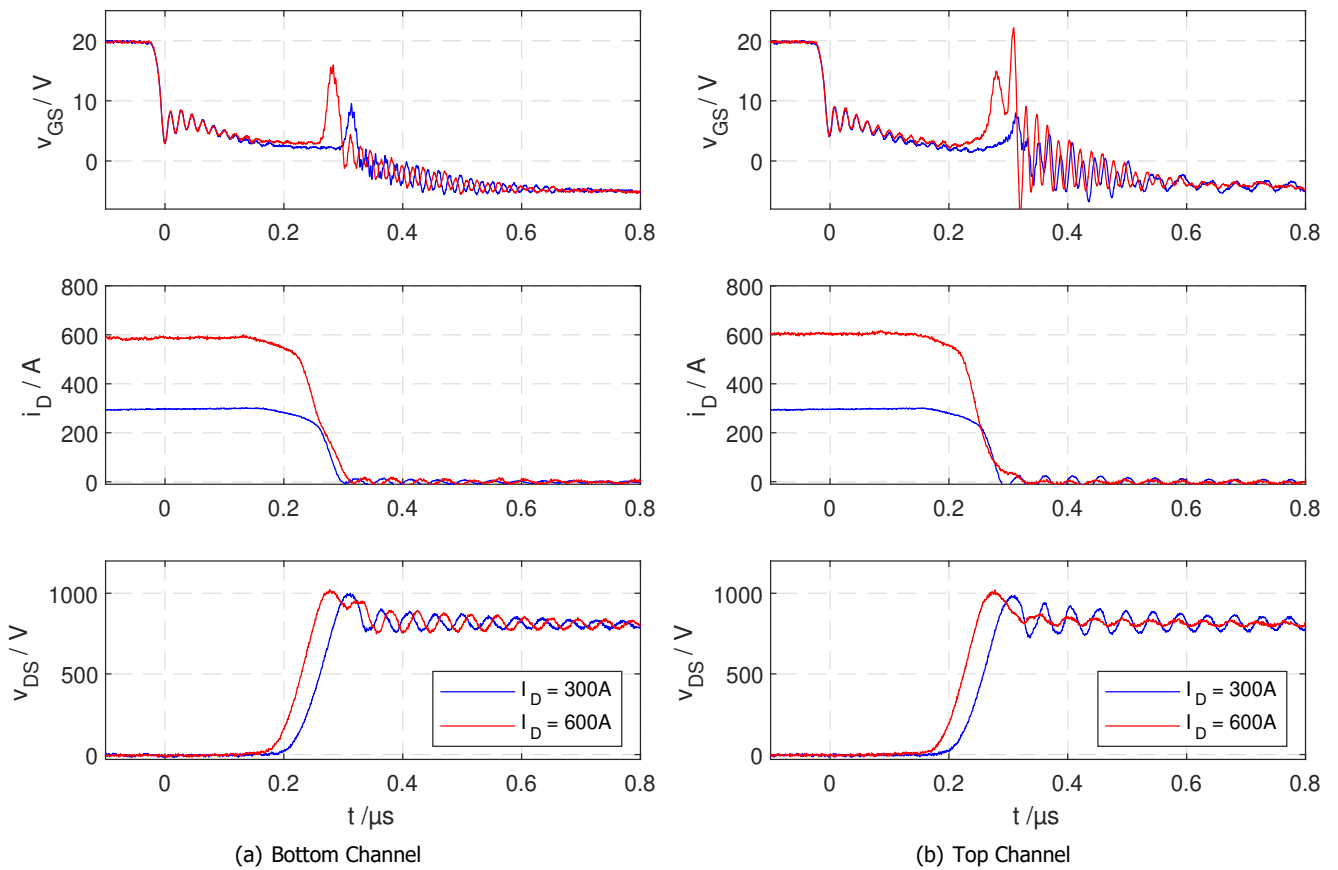 20
10
0
v_GS / V
0 0.2 0.4 0.6 0.8
20
10
0
v_GS / V
0 0.2 0.4 0.6 0.8
800
600
400
200
0
i_D / A
0 0.2 0.4 0.6 0.8
800
600
400
200
0
i_D / A
0 0.2 0.4 0.6 0.8
1000
500
0
v_DS / V
I_D = 300A
I_D = 600A
0 0.2 0.4 0.6 0.8
t /μs
(a) Bottom Channel
1000
500
0
v_DS / V
I_D = 300A
I_D = 600A
0 0.2 0.4 0.6 0.8
t /μs
(b) Top Channel